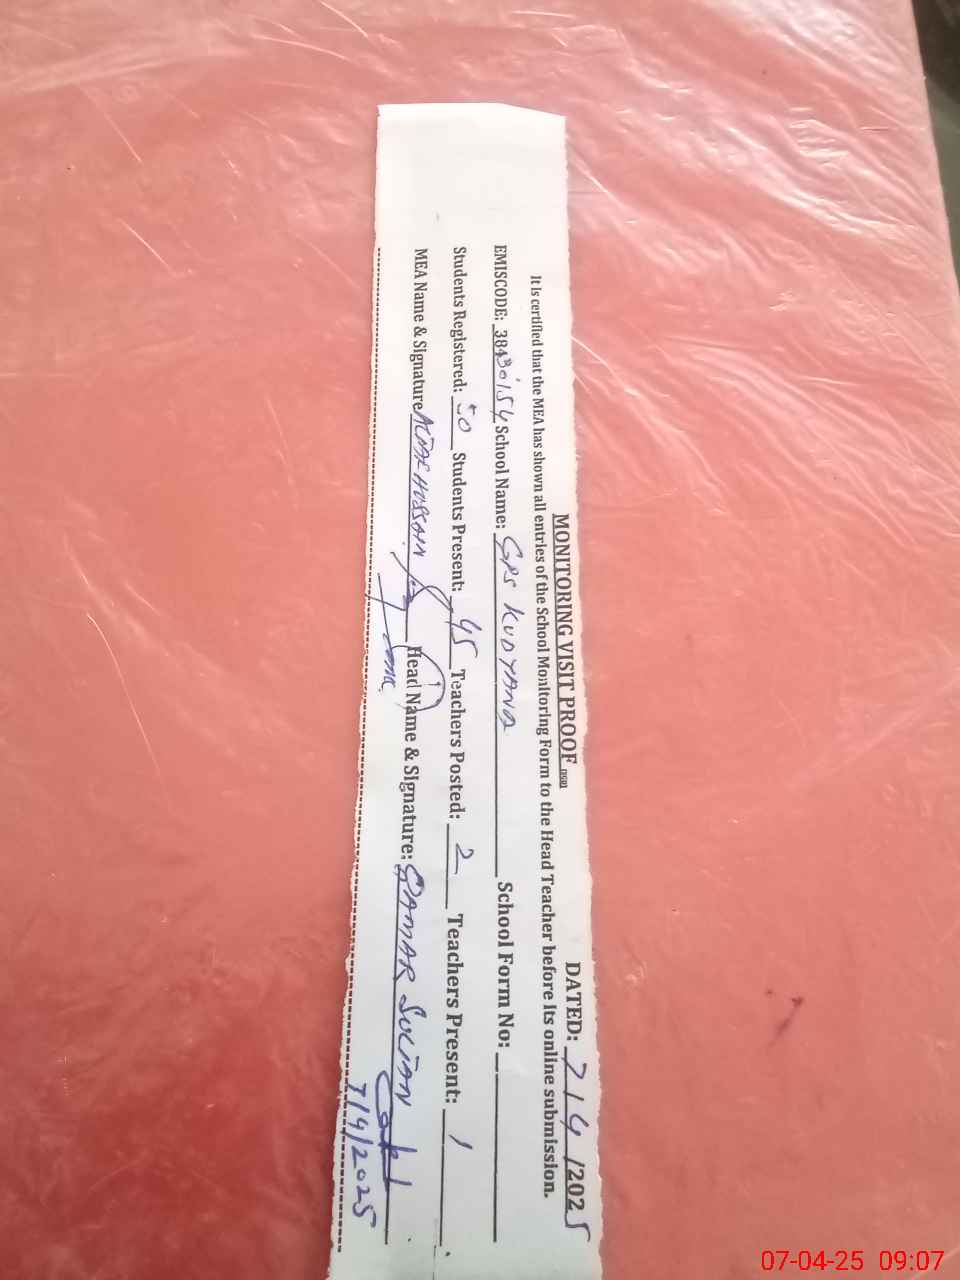 MONITORING VISIT PROOF
DATED: 7/4/2025
It Is certified that the MEA has shown all entries of the School Monitoring Form to the Head Teacher before its online submission.
EMISCODE: 38430154 School Name: GPS KUDYANA School Form No:
Students Registered: 50 Students Present: 45 Teachers Posted: 2 Teachers Present: 1
MEA Name & Signature HUSSAIN Head Name & Signature: QAMAR SULTAN
7/4/2025
07-04-25 09:07